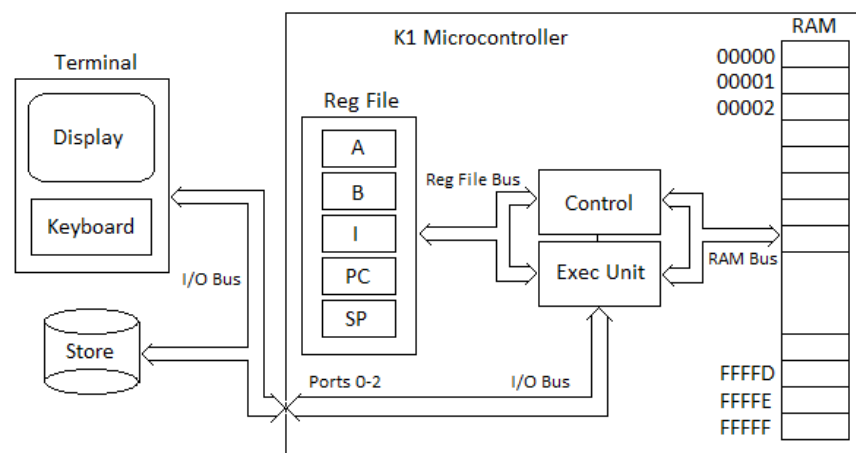 K1 Microcontroller
RAM
Terminal
Display
Keyboard
I/O Bus
Store
Reg File
A
B
I
PC
SP
Reg File Bus
Control
Exec Unit
RAM Bus
Ports 0-2
I/O Bus
00000
00001
00002
FFFFD
FFFFE
FFFFF